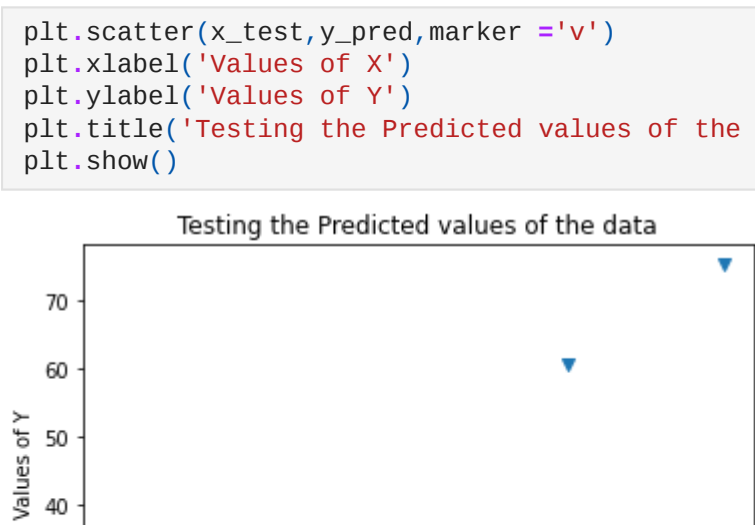 plt.scatter(x_test,y_pred,marker ='v')
plt.xlabel('Values of X')
plt.ylabel('Values of Y')
plt.title('Testing the Predicted values of the
plt.show()
Testing the Predicted values of the data
70
60
Values of Y
50
40